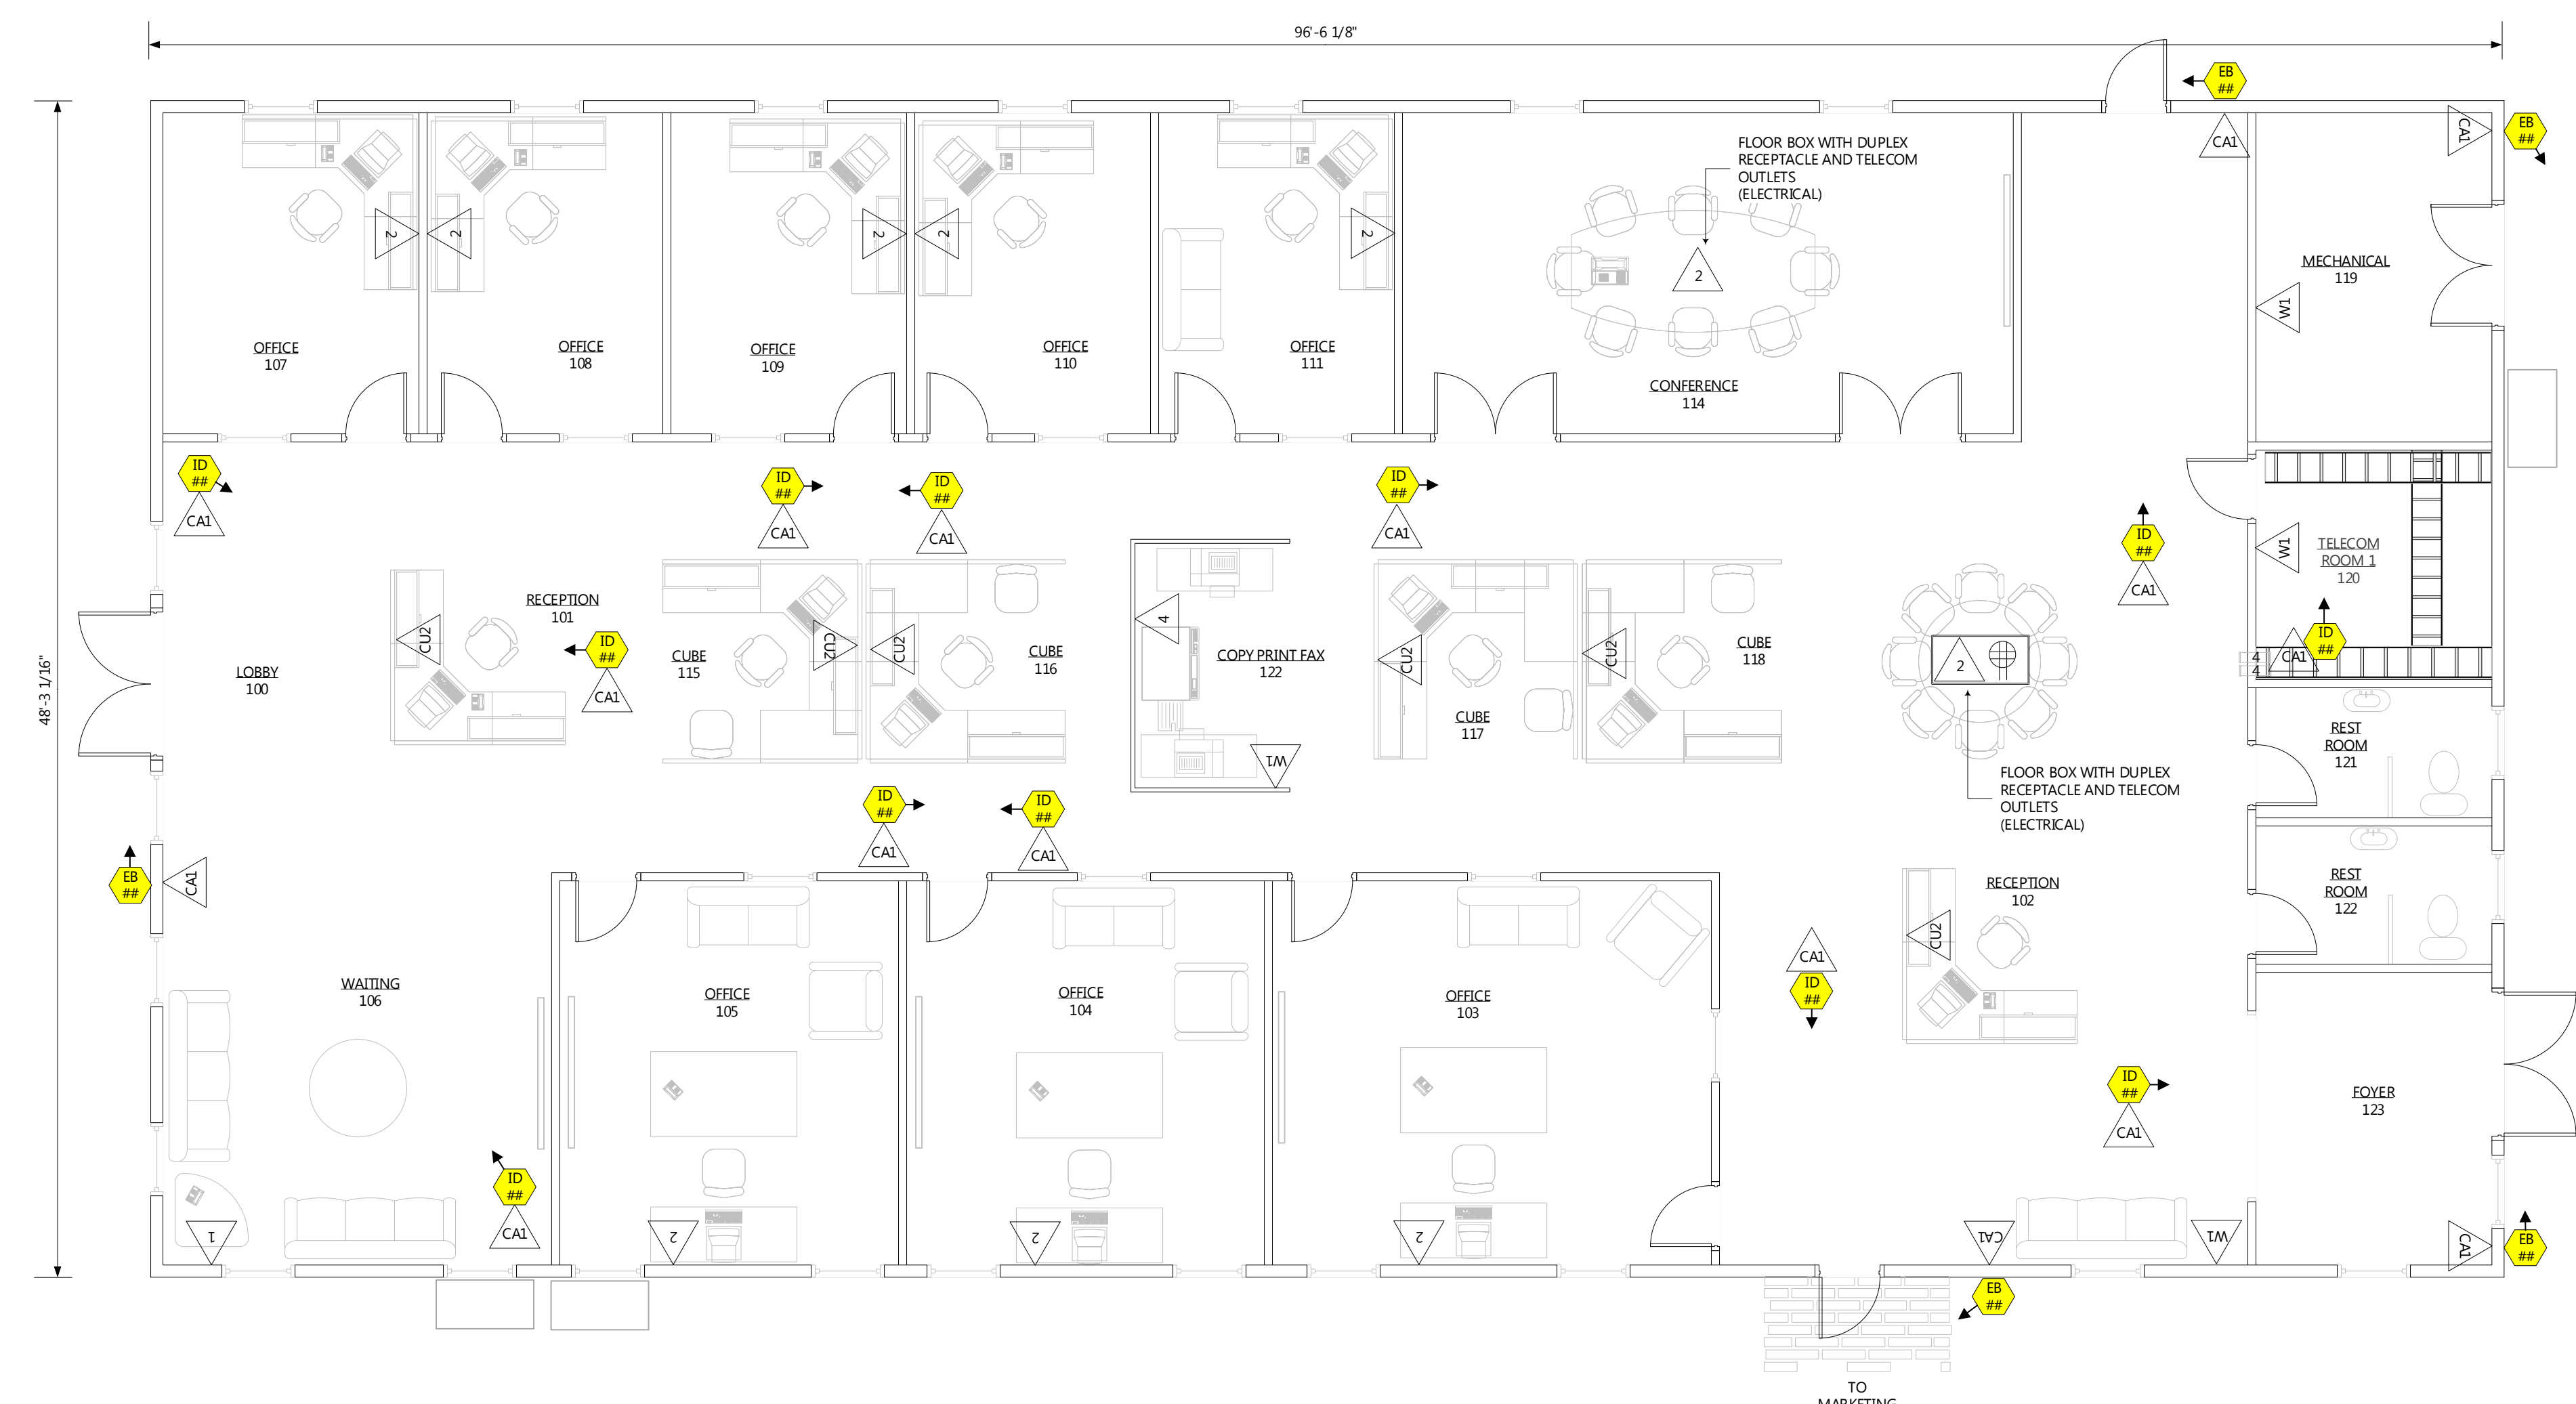 96'-6 1/8"
EB
##
CA1
CA1
EB
##
FLOOR BOX WITH DUPLEX
RECEPTACLE AND TELECOM
OUTLETS
(ELECTRICAL)
2
2
2
2
2
2
MECHANICAL
119
W1
OFFICE
107
OFFICE
108
OFFICE
109
OFFICE
110
OFFICE
111
CONFERENCE
114
ID
##
CA1
ID
##
CA1
ID
##
CA1
ID
##
CA1
ID
##
CA1
W1
TELECOM
ROOM 1
120
RECEPTION
101
CU2
ID
##
CA1
CUBE
115
CU2
CU2
CUBE
116
4
COPY PRINT FAX
122
W1
CU2
CUBE
117
CU2
CUBE
118
2
ID
##
CA1
4
4
LOBBY
100
48'-3 1/16"
REST
ROOM
121
FLOOR BOX WITH DUPLEX
RECEPTACLE AND TELECOM
OUTLETS
(ELECTRICAL)
ID
##
CA1
ID
##
CA1
EB
##
CA1
RECEPTION
102
CU2
REST
ROOM
122
CA1
ID
##
WAITING
106
OFFICE
105
OFFICE
104
OFFICE
103
ID
##
CA1
FOYER
123
ID
##
CA1
1
2
2
2
CA1
W1
CA1
EB
##
EB
##
TO
MARKETING